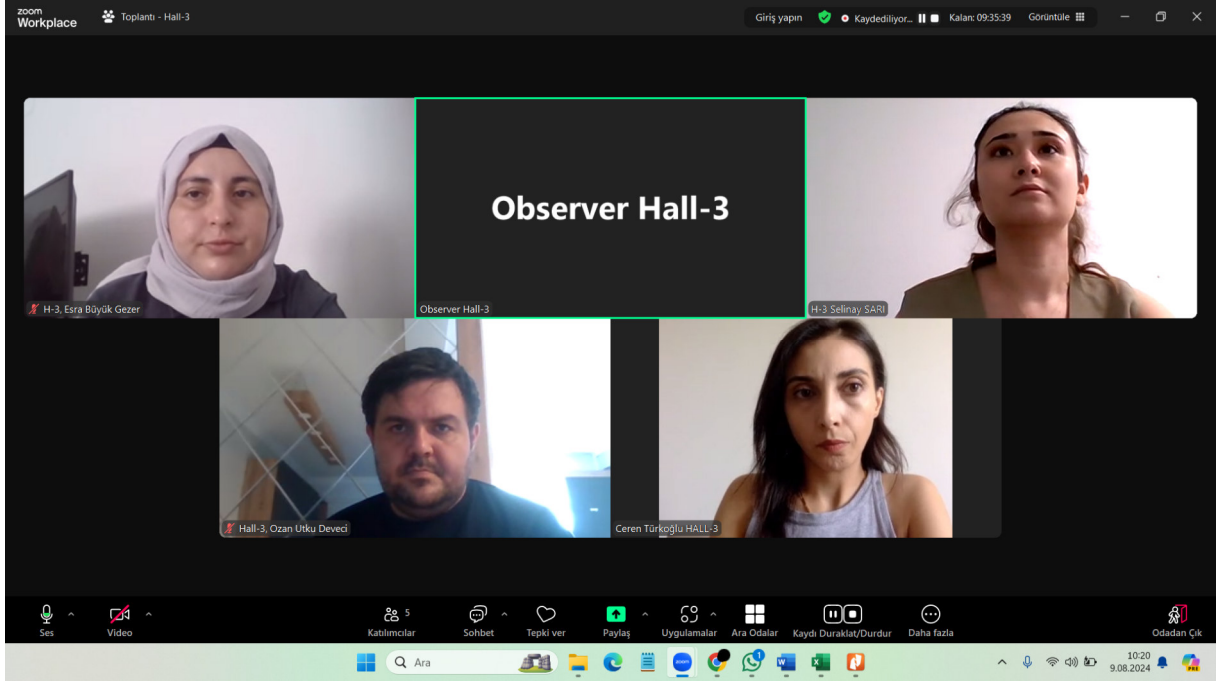 zoom
Workplace
Toplantı - Hall-3
Giriş yapın
Kaydediliyor...
Kalan: 09:35:39
Görüntüle
Observer Hall-3
H-3, Esra Büyük Gezer
Observer Hall-3
H-3 Selinay SARI
Hall-3, Ozan Utku Deveci
Ceren Türkoğlu HALL-3
5
Ses
Video
Katılımcılar
Sohbet
Tepki ver
Paylaş
Uygulamalar
Ara Odalar
Kaydı Duraklat/Durdur
Daha fazla
Odadan Çık
Ara
zoom
1
10:20
9.08.2024
PRE